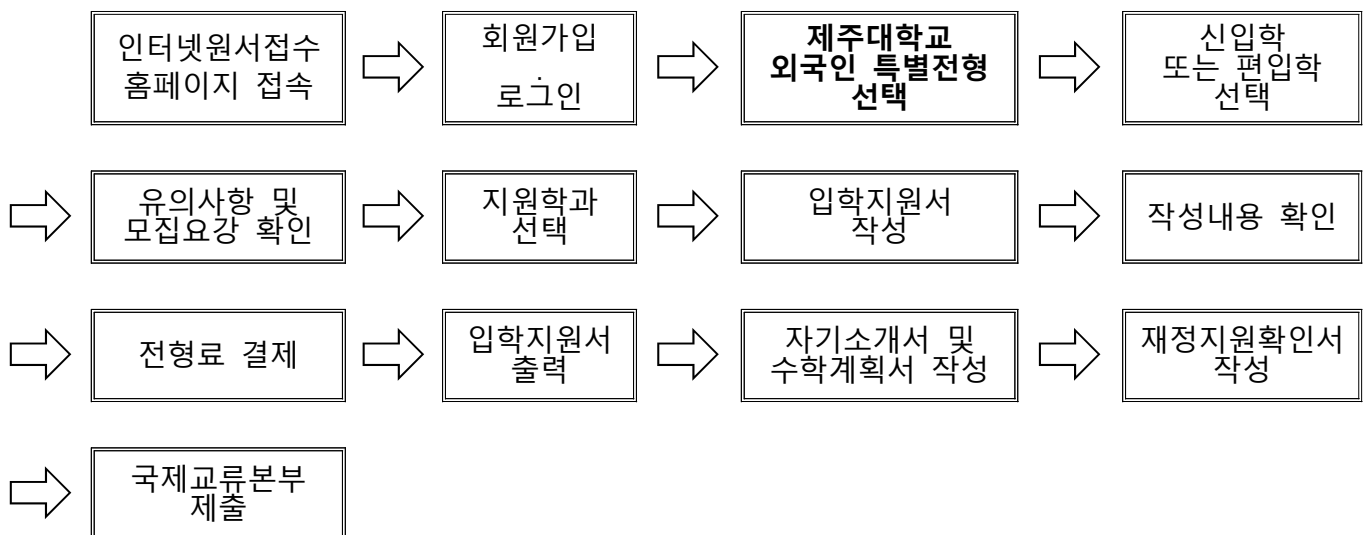 인터넷원서접수
홈페이지 접속
회원가입
·
로그인
제주대학교
외국인 특별전형
선택
신입학
또는 편입학
선택
유의사항 및
모집요강 확인
지원학과
선택
입학지원서
작성
작성내용 확인
전형료 결제
입학지원서
출력
자기소개서 및
수학계획서 작성
재정지원확인서
작성
국제교류본부
제출